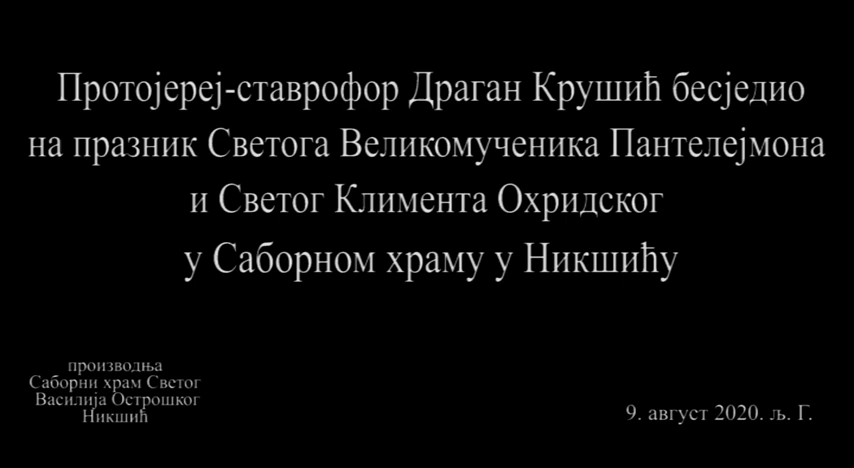 Протојереј-ставрофор Драган Крушић бесједио
на празник Светога Великомученика Пантелејмона
и Светог Климента Охридског
у Саборном храму у Никшићу
производња
Саборни храм Светог
Василија Острошког
Никшић
9. август 2020. љ. Г.